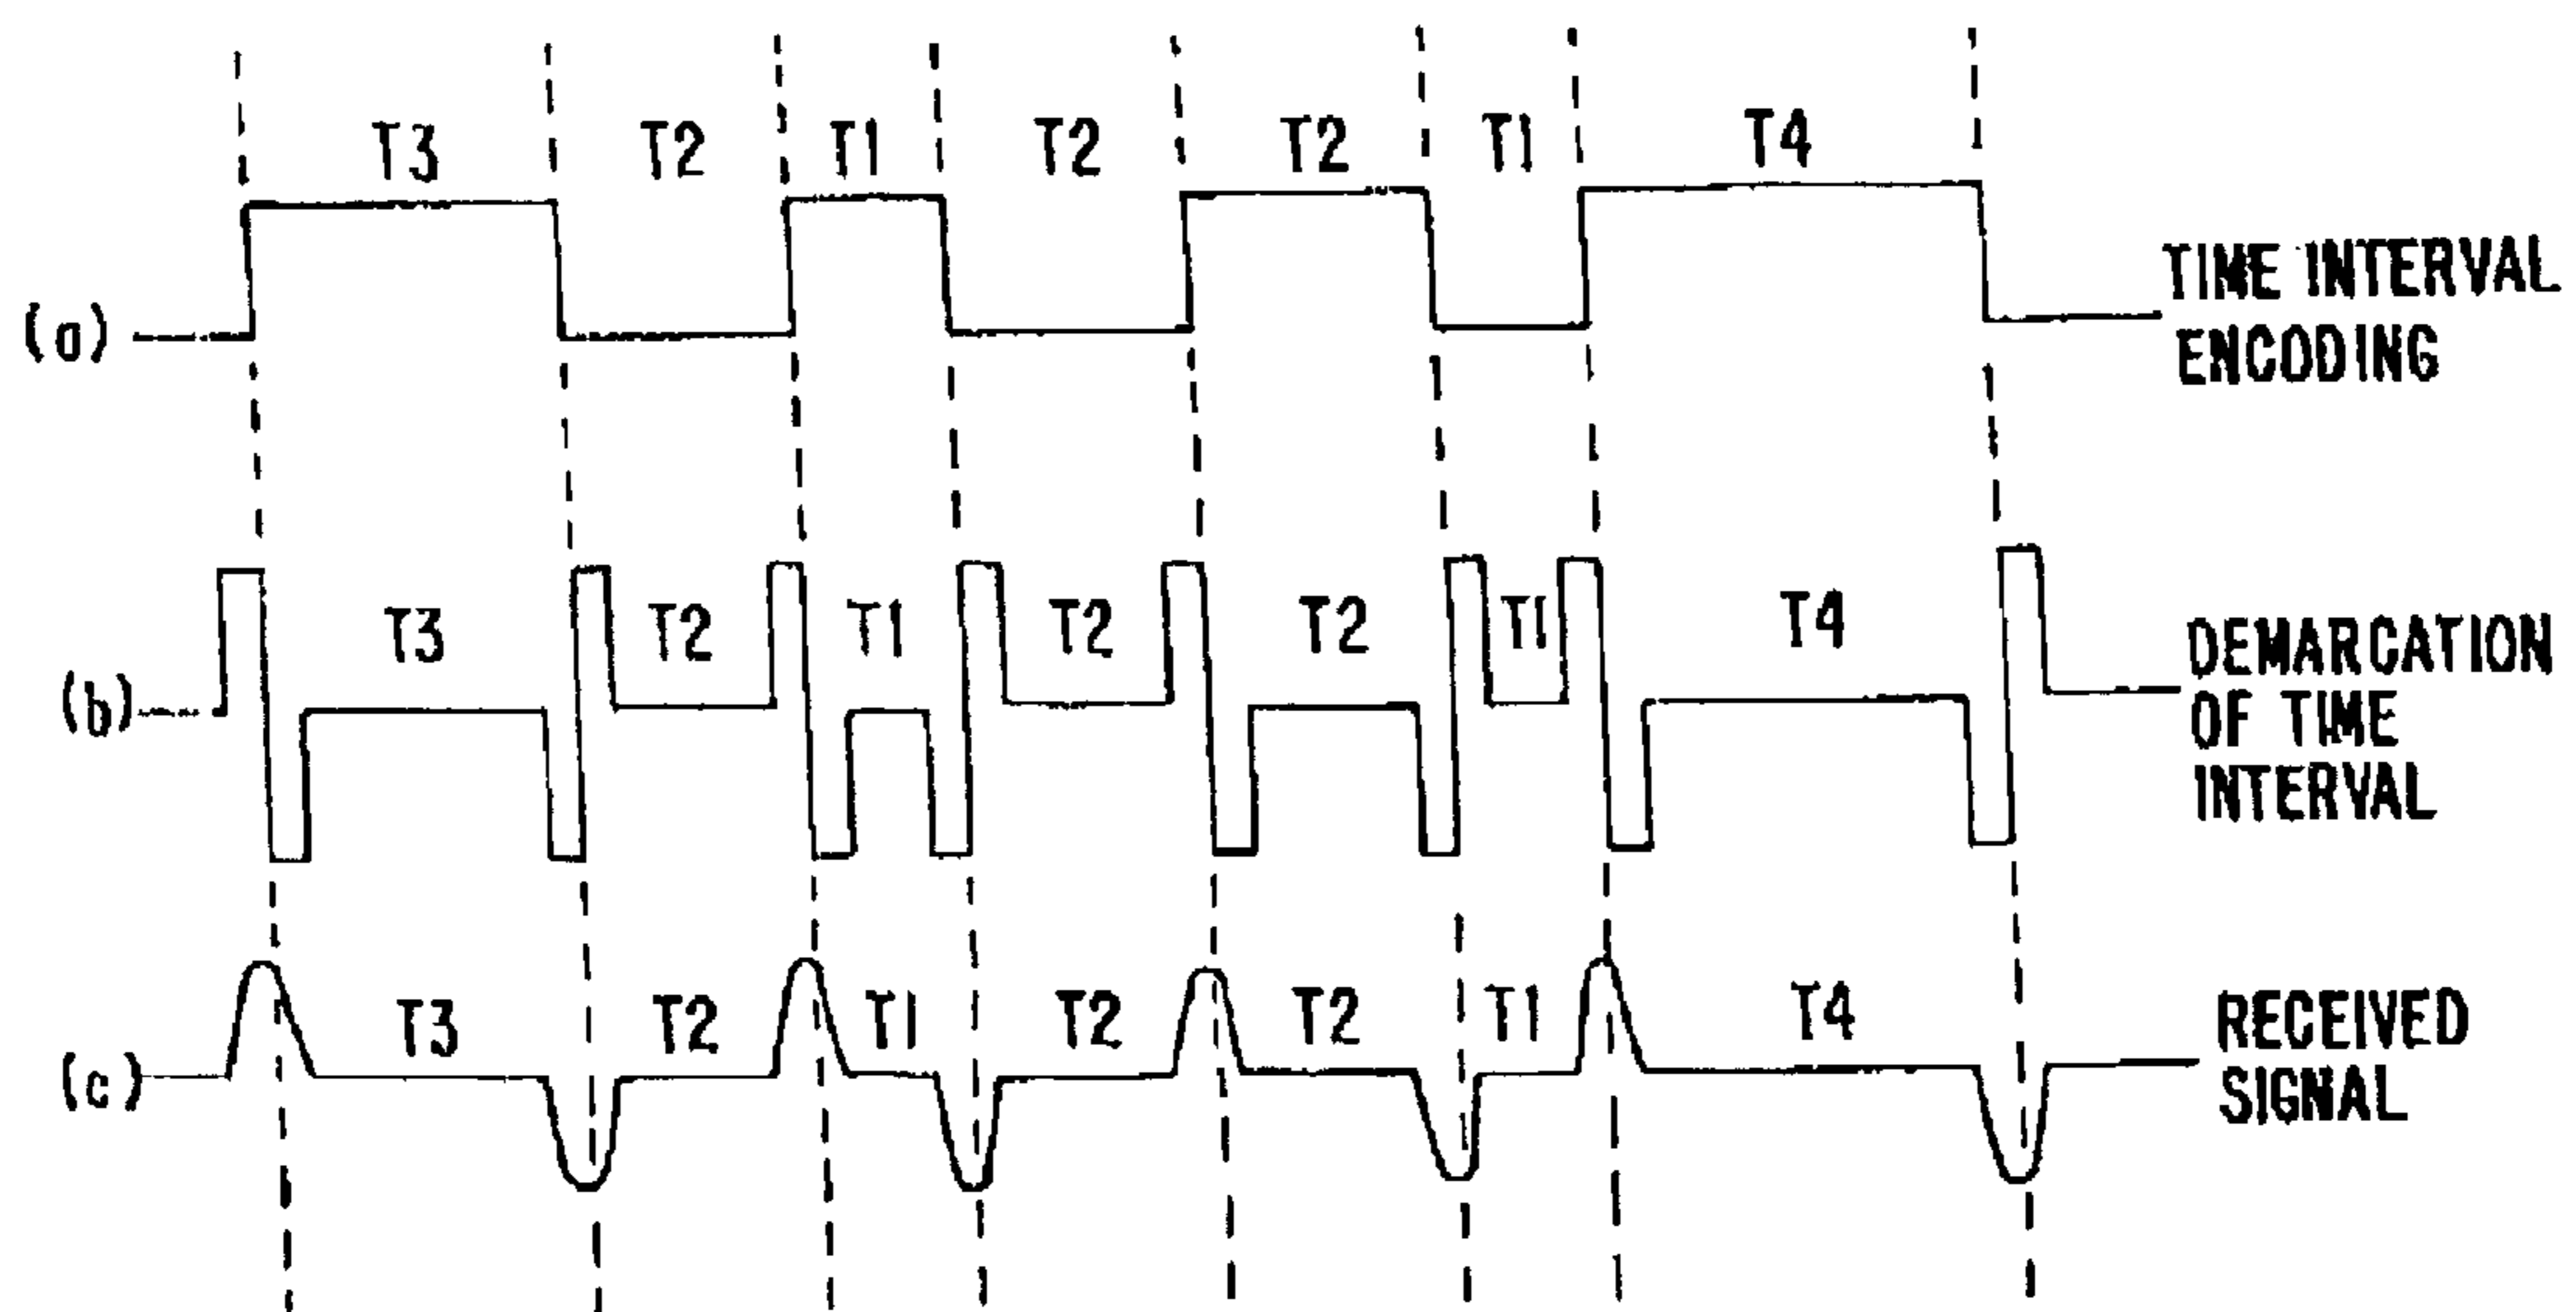 T3 T2 T1 T2 T2 T1 T4
(a) TIME INTERVAL
ENCODING
T3 T2 T1 T2 T2 T1 T4
(b) DEMARCATION
OF TIME
INTERVAL
T3 T2 T1 T2 T2 T1 T4
(c) RECEIVED
SIGNAL